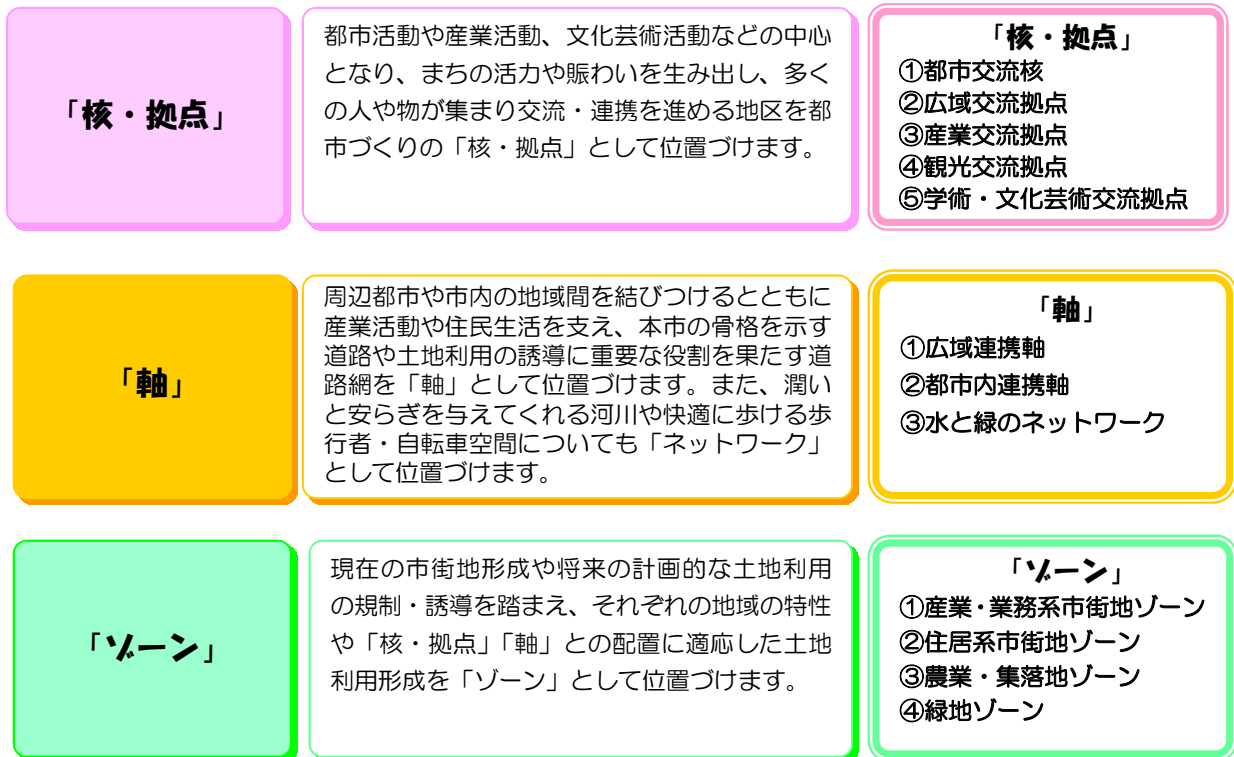 「核・拠点」
都市活動や産業活動、文化芸術活動などの中心
となり、まちの活力や賑わいを生み出し、多く
の人や物が集まり交流・連携を進める地区を都
市づくりの「核・拠点」として位置づけます。
「核・拠点」
①都市交流核
②広域交流拠点
③産業交流拠点
④観光交流拠点
⑤学術・文化芸術交流拠点
「軸」
周辺都市や市内の地域間を結びつけるとともに
産業活動や住民生活を支え、本市の骨格を示す
道路や土地利用の誘導に重要な役割を果たす道
路網を「軸」として位置づけます。また、潤い
と安らぎを与えてくれる河川や快適に歩ける歩
行者・自転車空間についても「ネットワーク」
として位置づけます。
「軸」
①広域連携軸
②都市内連携軸
③水と緑のネットワーク
「ゾーン」
現在の市街地形成や将来の計画的な土地利用
の規制・誘導を踏まえ、それぞれの地域の特性
や「核・拠点」「軸」との配置に適応した土地
利用形成を「ゾーン」として位置づけます。
「ゾーン」
①産業・業務系市街地ゾーン
②住居系市街地ゾーン
③農業・集落地ゾーン
④緑地ゾーン